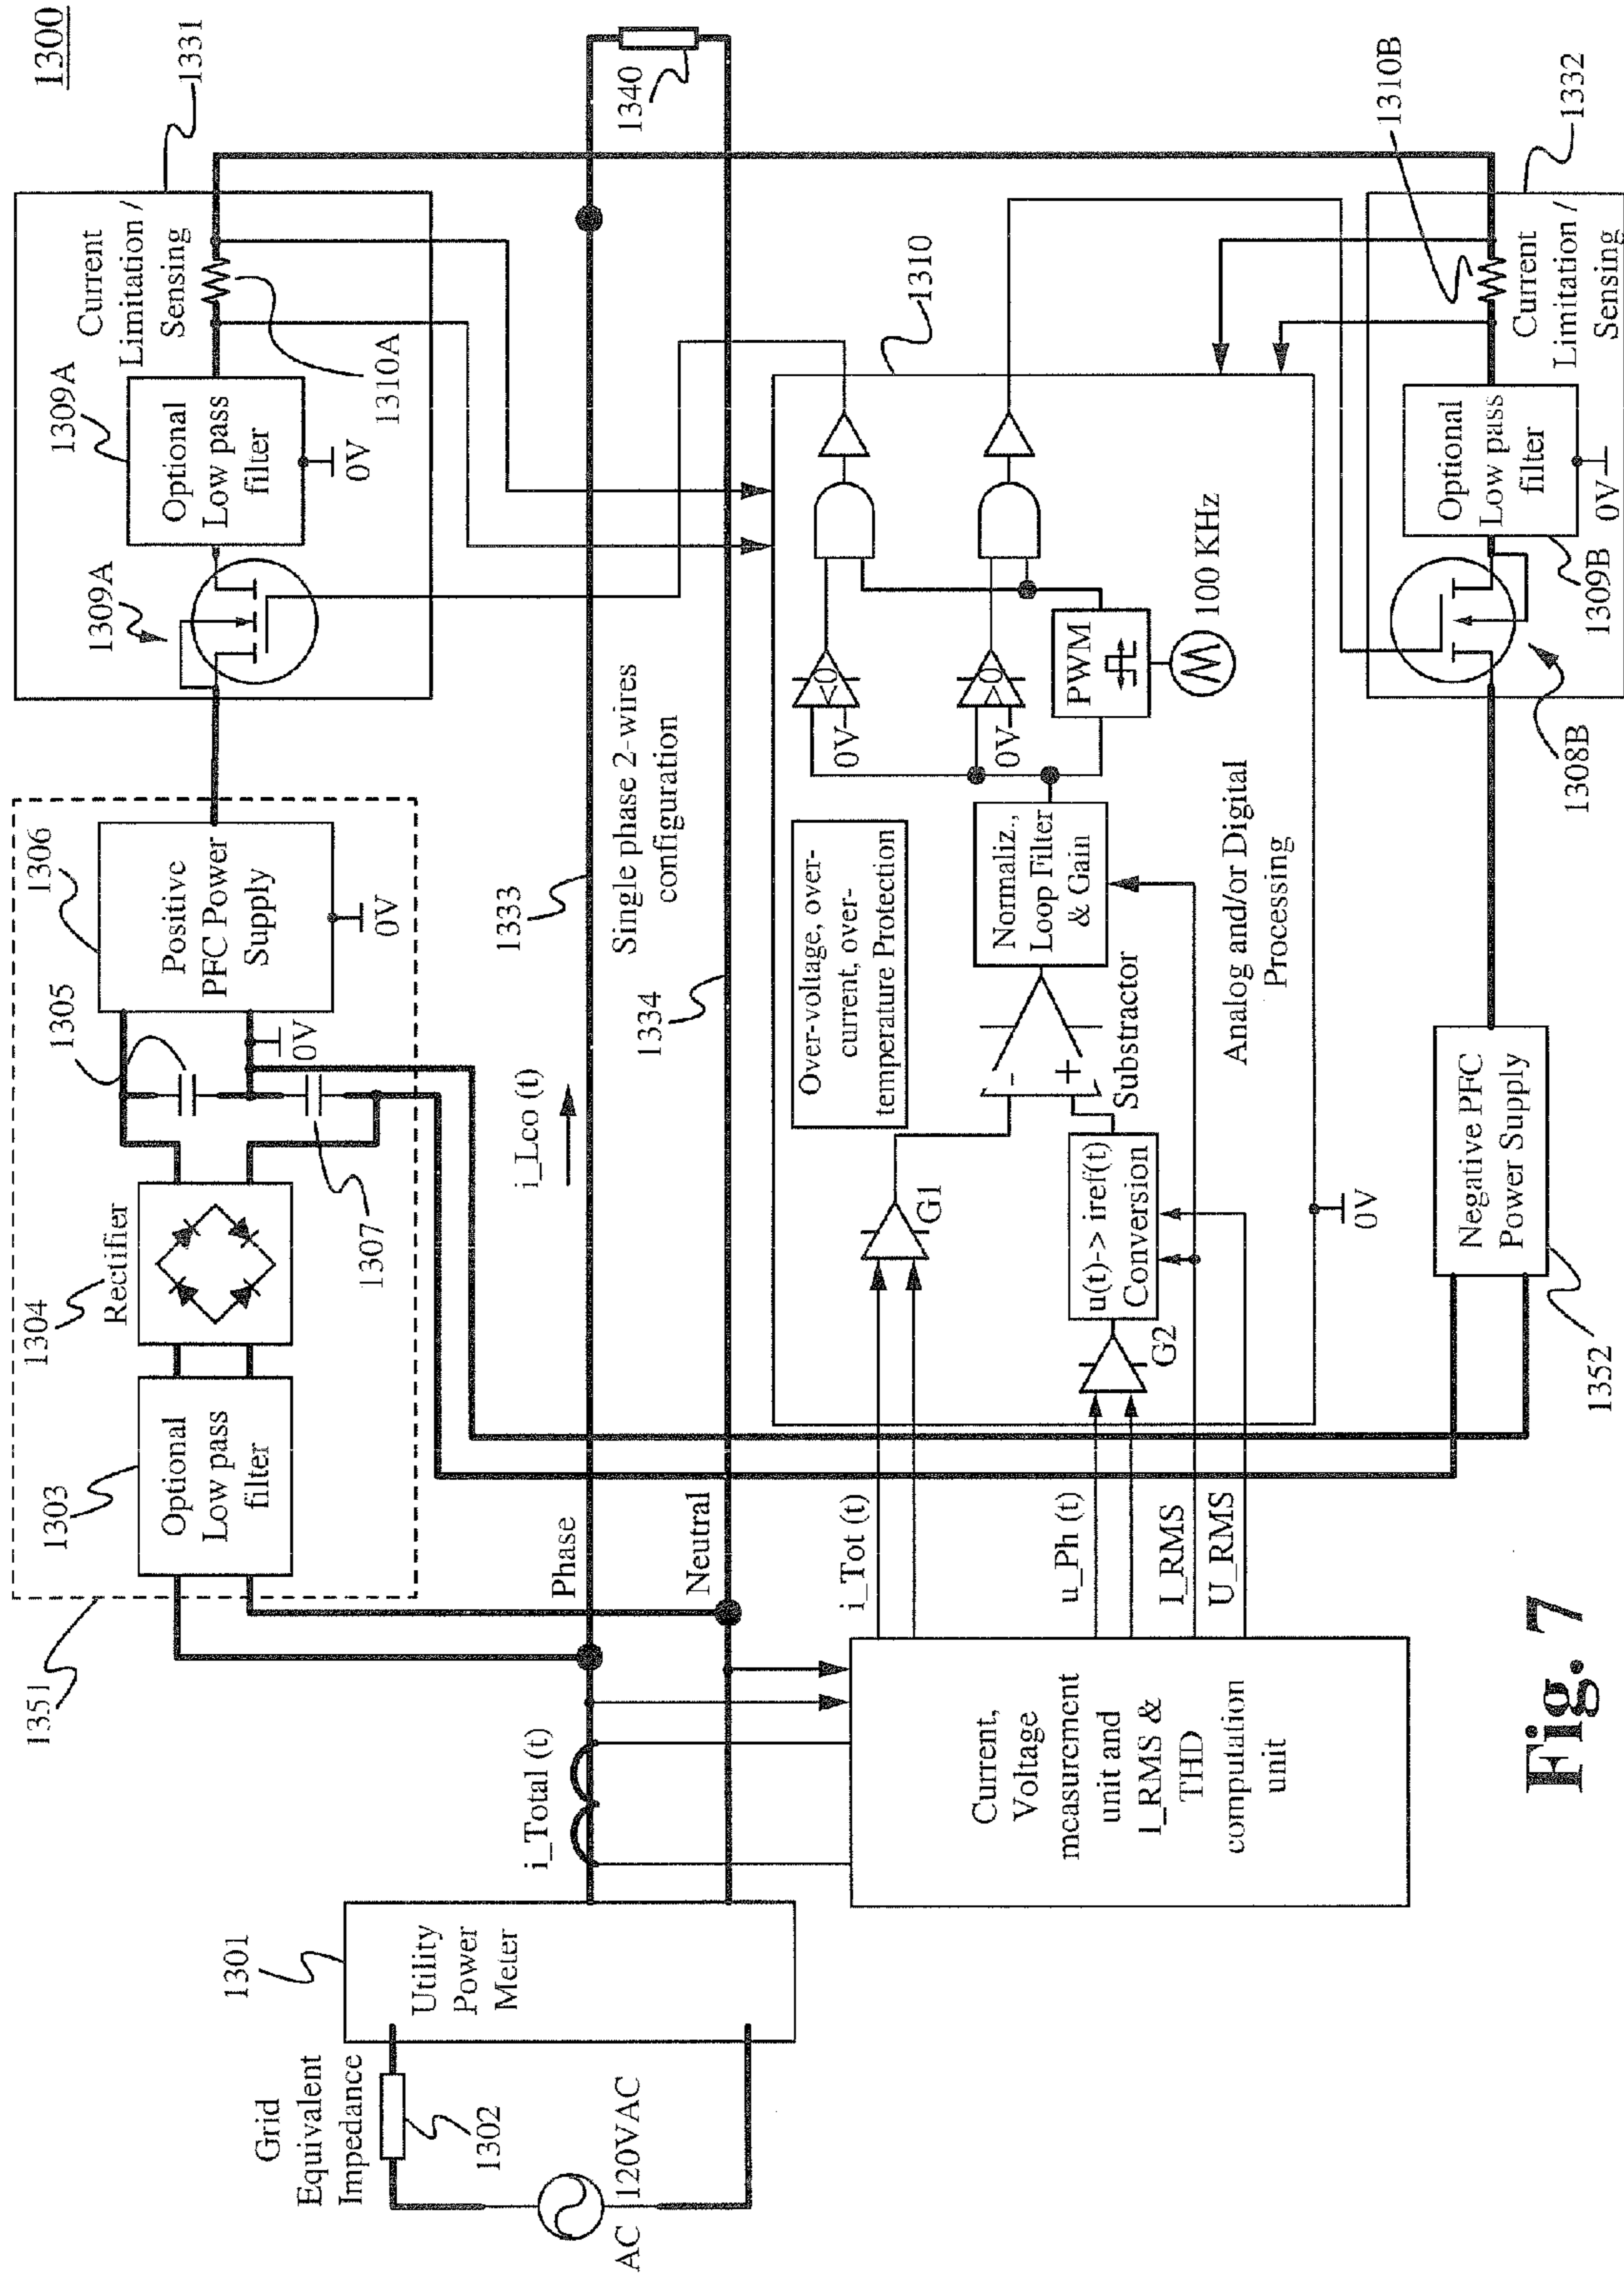 1300
1351
1303
Optional
Low pass
filter
1304
Rectifier
1305
1307
0V
1306
Positive
PFC Power
Supply
0V
1331
1309A
1309A
Optional
Low pass
filter
0V
Current
Limitation /
Sensing
1310A
Grid
Equivalent
Impedance
1302
AC 120VAC
1301
Utility
Power
Meter
i_Total (t)
Phase
Neutral
i_Lco (t)
1333
1334
Single phase 2-wires
configuration
1340
Current,
Voltage
measurement
unit and
I_RMS &
THD
computation
unit
i_Tot (t)
u_Ph (t)
I_RMS
U_RMS
G1
G2
u(t)-> iref(t)
Conversion
-
+
Substractor
Over-voltage, over-
current, over-
temperature Protection
Normaliz.,
Loop Filter
& Gain
<0
0V
>0
0V
PWM
100 KHz
1310
Analog and/or Digital
Processing
0V
1352
Negative PFC
Power Supply
1308B
1309B
Optional
Low pass
filter
0V
Current
Limitation /
Sensing
1310B
1332
Fig. 7